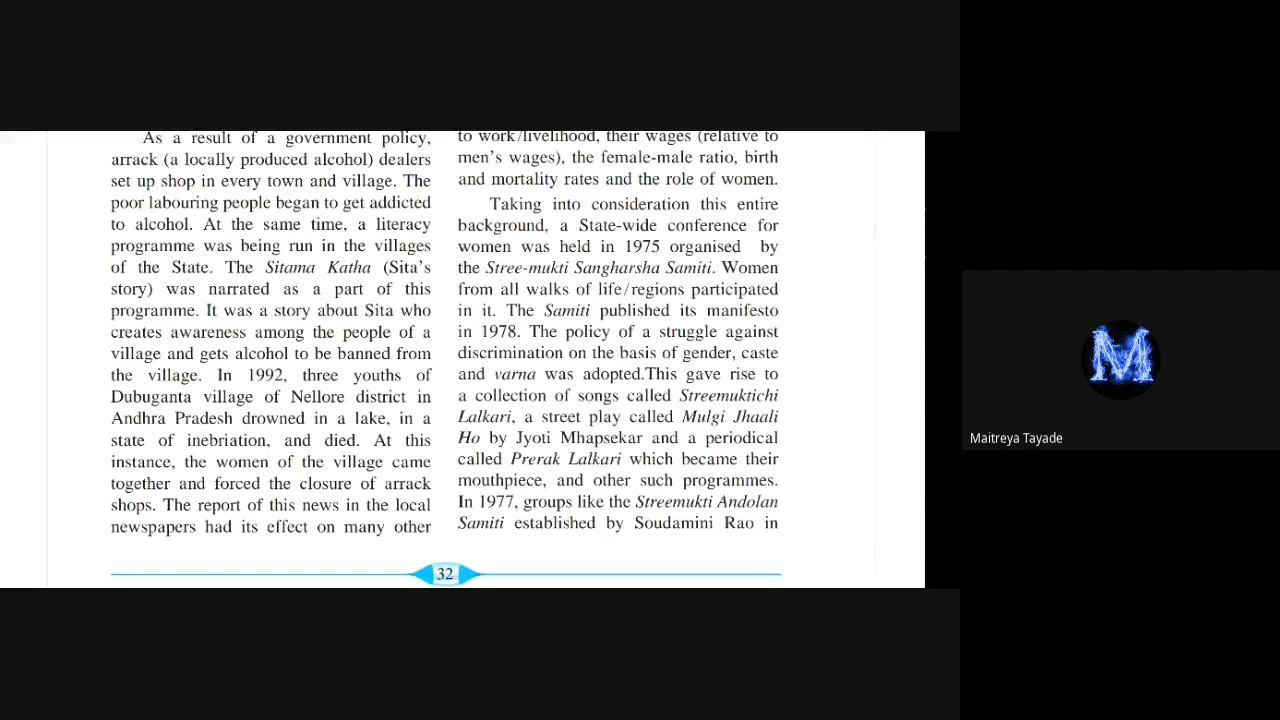 As a result of a government policy,
arrack (a locally produced alcohol) dealers
set up shop in every town and village. The
poor labouring people began to get addicted
to alcohol. At the same time, a literacy
programme was being run in the villages
of the State. The Sitama Katha (Sita's
story) was narrated as a part of this
programme. It was a story about Sita who
creates awareness among the people of a
village and gets alcohol to be banned from
the village. In 1992, three youths of
Dubuganta village of Nellore district in
Andhra Pradesh drowned in a lake, in a
state of inebriation, and died. At this
instance, the women of the village came
together and forced the closure of arrack
shops. The report of this news in the local
newspapers had its effect on many other
to work/livelihood, their wages (relative to
men's wages), the female-male ratio, birth
and mortality rates and the role of women.
Taking into consideration this entire
background, a State-wide conference for
women was held in 1975 organised by
the Stree-mukti Sangharsha Samiti. Women
from all walks of life/regions participated
in it. The Samiti published its manifesto
in 1978. The policy of a struggle against
discrimination on the basis of gender, caste
and varna was adopted.This gave rise to
a collection of songs called Streemuktichi
Lalkari, a street play called Mulgi Jhaali
Ho by Jyoti Mhapsekar and a periodical
called Prerak Lalkari which became their
mouthpiece, and other such programmes.
In 1977, groups like the Streemukti Andolan
Samiti established by Soudamini Rao in
32
M
Maitreya Tayade